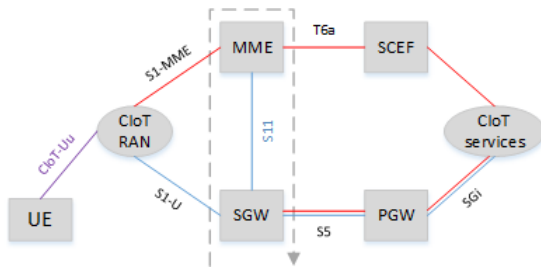 T6a
MME
SCEF
S1-MME
CIoT
RAN
CIoT-Uu
S11
CIoT
services
S1-U
SGi
UE
SGW
PGW
S5